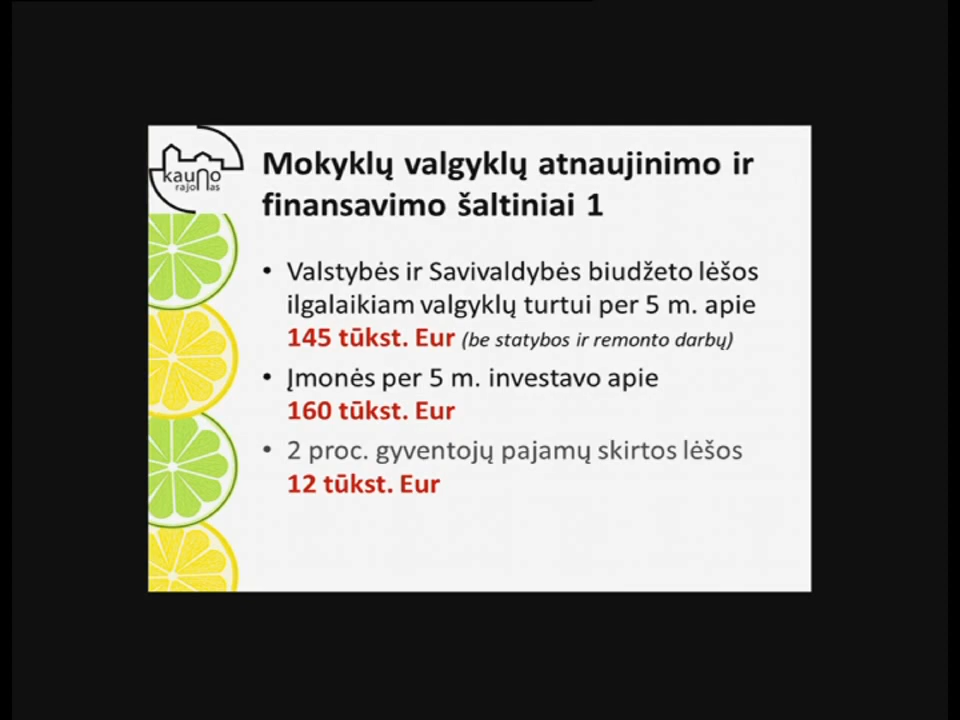 kauno
rajonas
Mokyklų valgyklų atnaujinimo ir
finansavimo šaltiniai 1
• Valstybės ir Savivaldybės biudžeto lėšos
ilgalaikiam valgyklų turtui per 5 m. apie
145 tūkst. Eur (be statybos ir remonto darbų)
• Įmonės per 5 m. investavo apie
160 tūkst. Eur
• 2 proc. gyventojų pajamų skirtos lėšos
12 tūkst. Eur